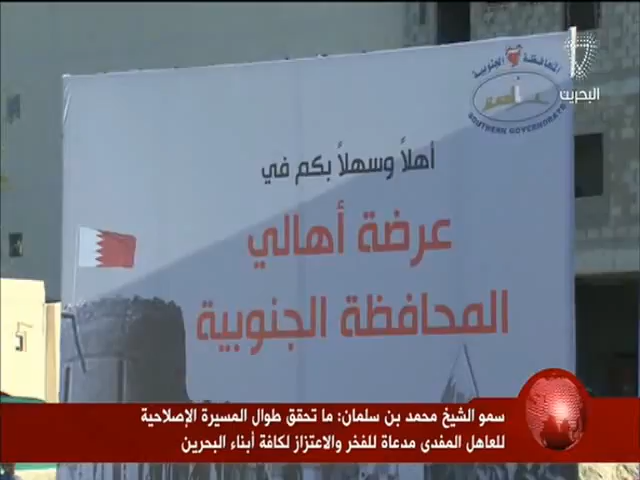 المحافظة الجنوبية
SOUTHERN GOVERNORATE
البحرين
أهلاً وسهلاً بكم في
عرضة أهالي
المحافظة الجنوبية
سمو الشيخ محمد بن سلمان: ما تحقق طوال المسيرة الإصلاحية
للعاهل المفدى مدعاة للفخر والاعتزاز لكافة أبناء البحرين